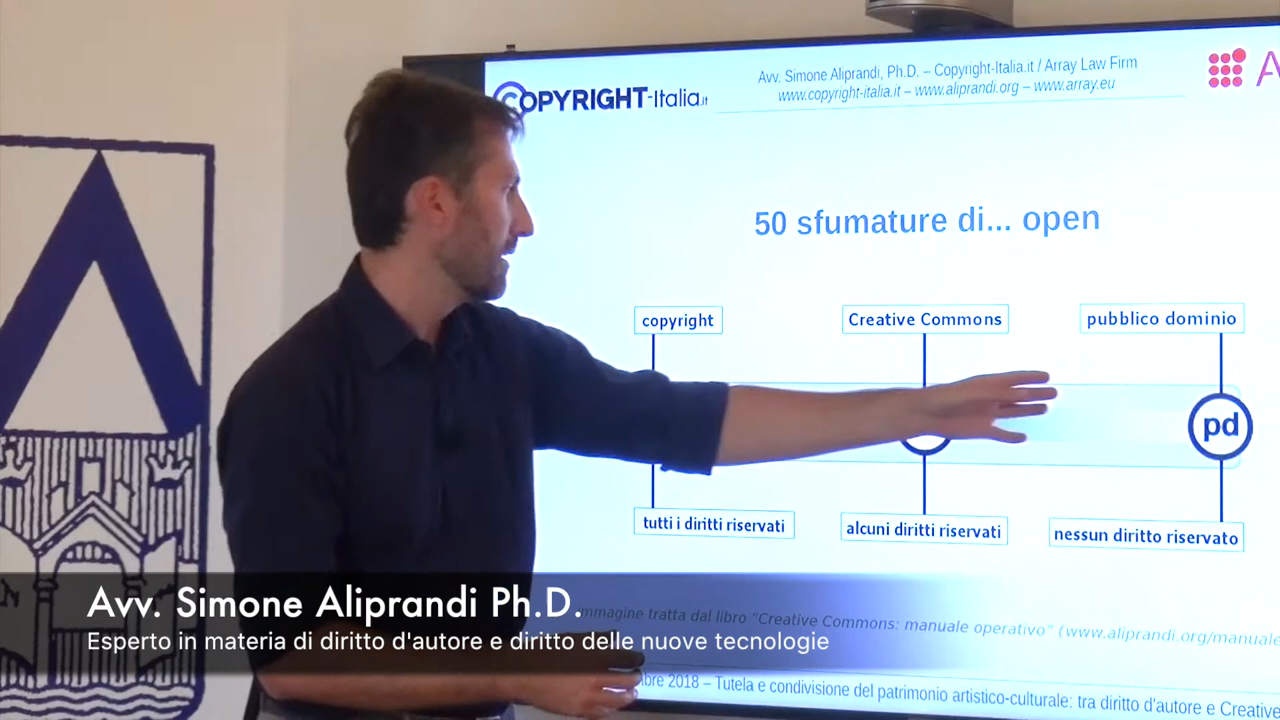 COPYRIGHT-Italia.it
Avv. Simone Aliprandi, Ph.D. – Copyright-Italia.it / Array Law Firm
www.copyright-italia.it – www.aliprandi.org – www.array.eu
A
50 sfumature di... open
copyright
Creative Commons
pubblico dominio
pd
tutti i diritti riservati
alcuni diritti riservati
nessun diritto riservato
tratta dal libro "Creative Commons: manuale operativo" (www.aliprandi.org/manuale
2018 – Tutela e condivisione del patrimonio artistico-culturale: tra diritto d'autore e Creative
Avv. Simone Aliprandi Ph.D.
Esperto in materia di diritto d'autore e diritto delle nuove tecnologie